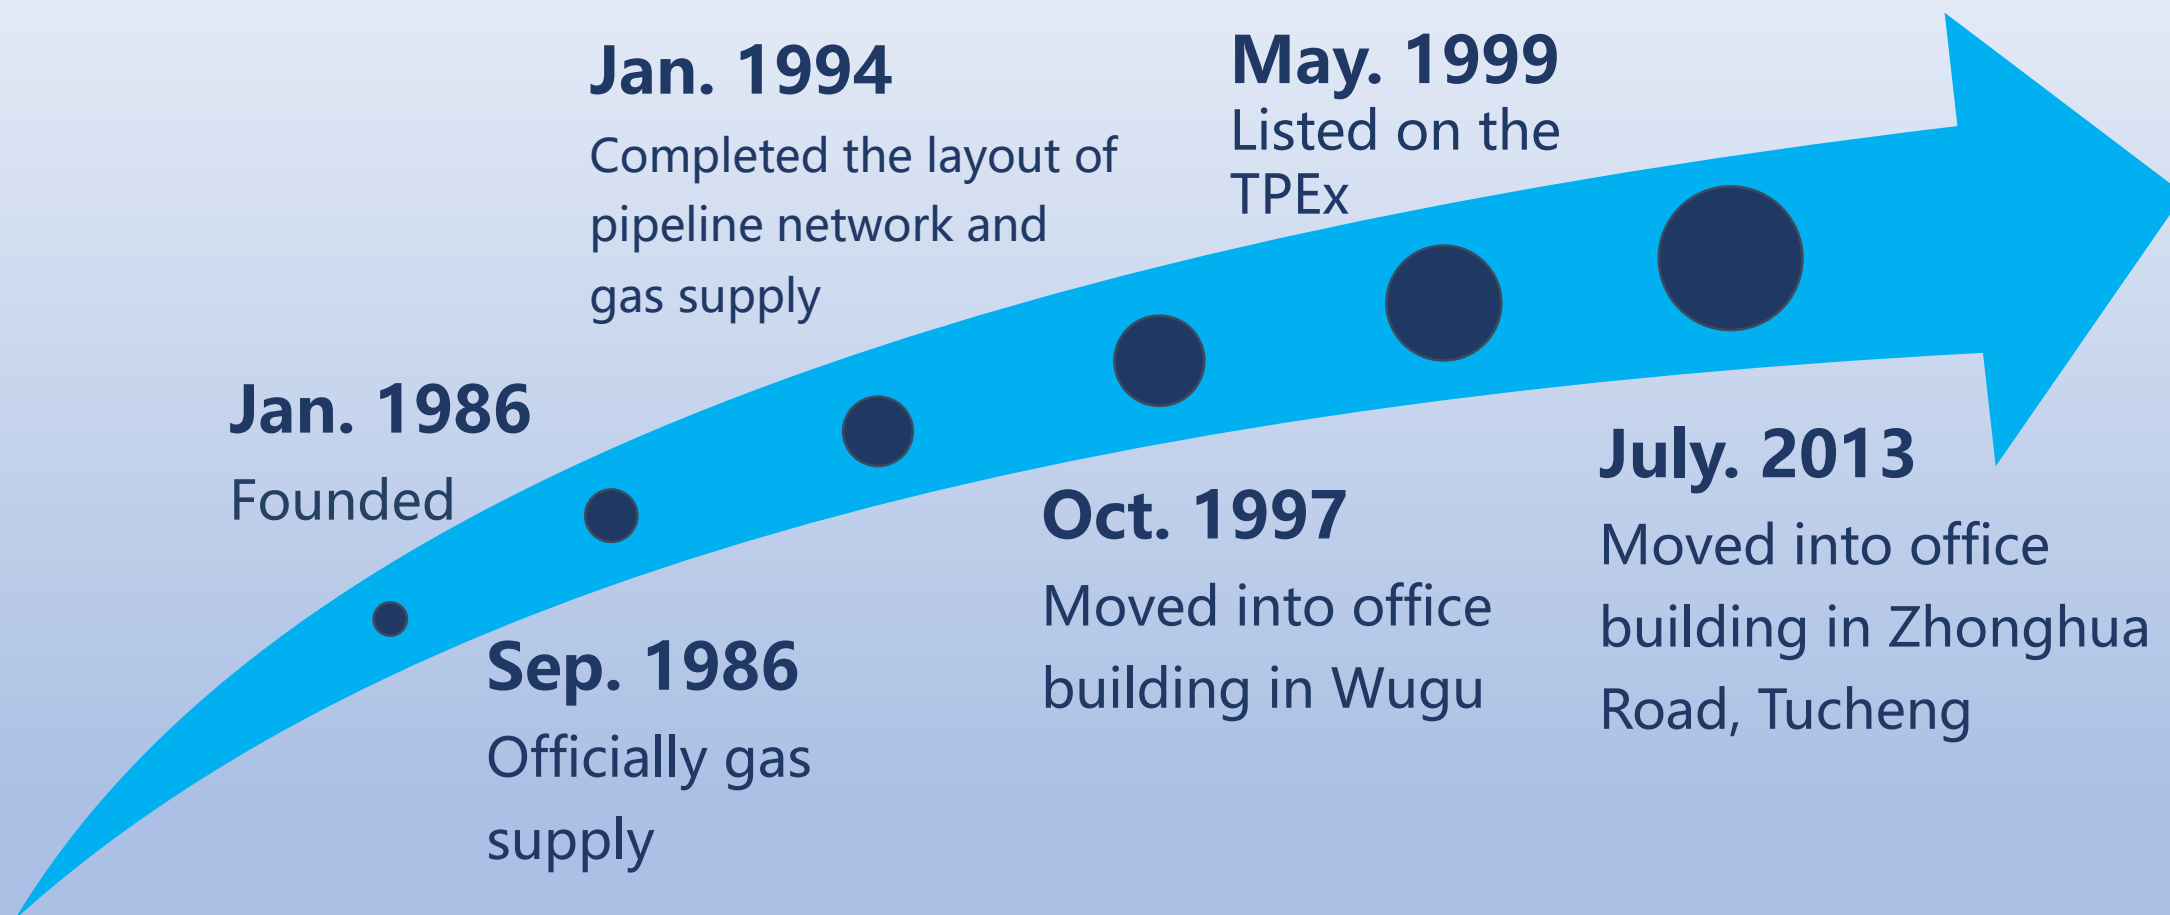 Jan. 1986
Founded
Sep. 1986
Officially gas
supply
Jan. 1994
Completed the layout of
pipeline network and
gas supply
Oct. 1997
Moved into office
building in Wugu
May. 1999
Listed on the
TPEx
July. 2013
Moved into office
building in Zhonghua
Road, Tucheng